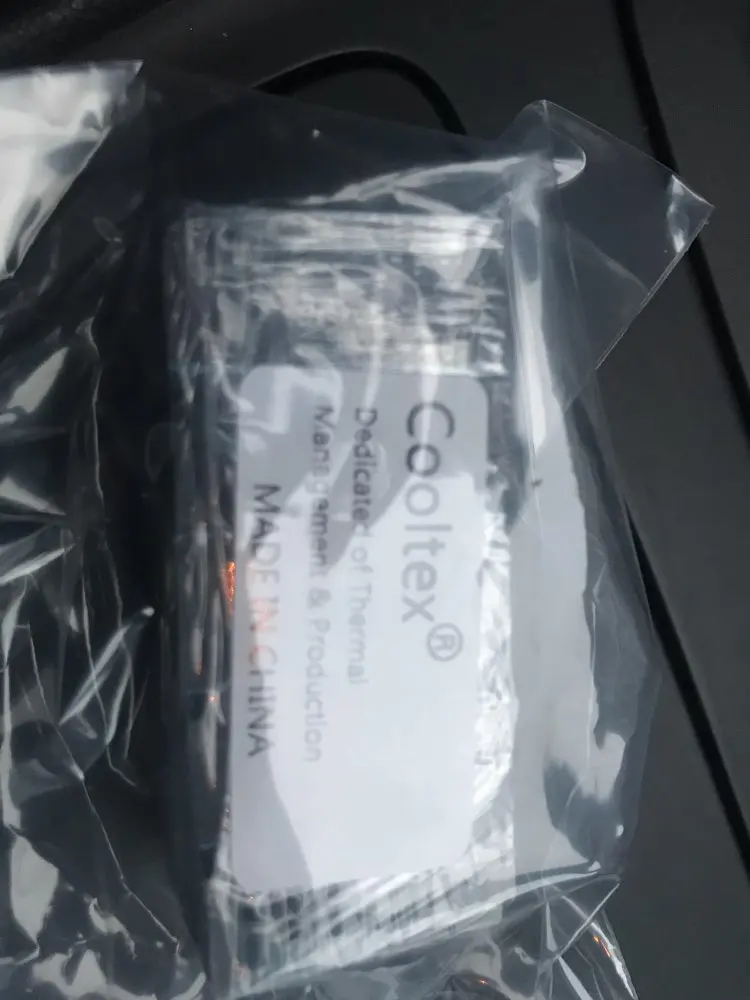 Cooltex®
Dedicated of Thermal
Management & Production
MADE IN CHINA